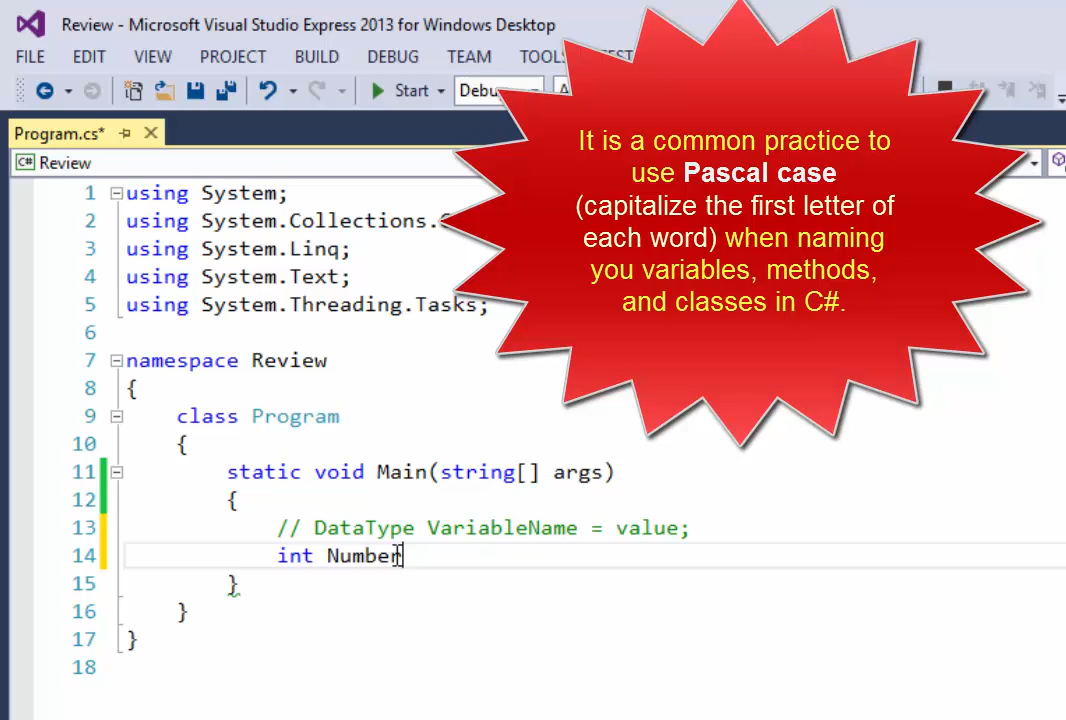 Review - Microsoft Visual Studio Express 2013 for Windows Desktop
FILE EDIT VIEW PROJECT BUILD DEBUG TEAM TOOLS TEST
Start Debu
Program.cs*
C# Review
It is a common practice to
use Pascal case
(capitalize the first letter of
each word) when naming
you variables, methods,
and classes in C#.
1 using System;
2 using System.Collections.
3 using System.Linq;
4 using System.Text;
5 using System.Threading.Tasks;
6
7 namespace Review
8 {
9 class Program
10 {
11 static void Main(string[] args)
12 {
13 // DataType VariableName = value;
14 int Number
15 }
16 }
17 }
18